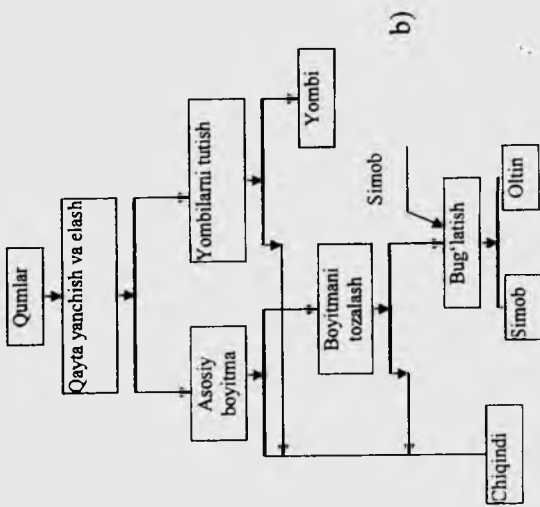 Qumlar
Qayta yanchish va elash
Asosiy
boyitma
Yombilarni tutish
Yombi
Boyitmani
tozalash
Simob
Bug‘latish
Chiqindi
Simob
Oltin
b)